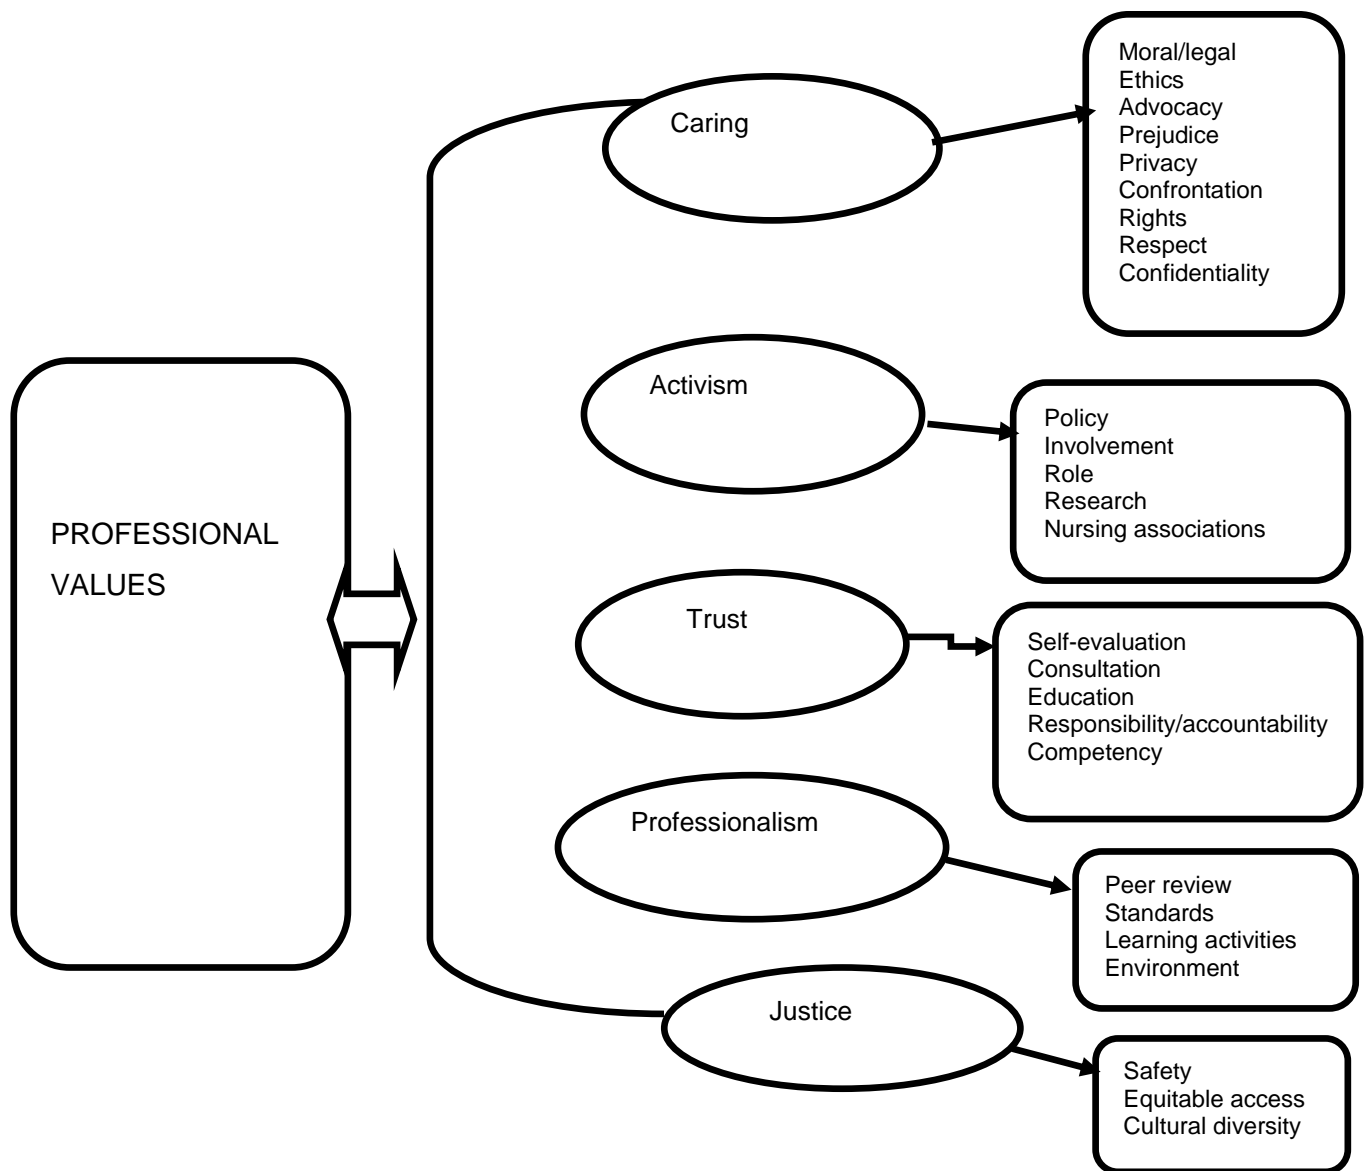 PROFESSIONAL
VALUES
Caring
Moral/legal
Ethics
Advocacy
Prejudice
Privacy
Confrontation
Rights
Respect
Confidentiality
Activism
Policy
Involvement
Role
Research
Nursing associations
Trust
Self-evaluation
Consultation
Education
Responsibility/accountability
Competency
Professionalism
Peer review
Standards
Learning activities
Environment
Justice
Safety
Equitable access
Cultural diversity